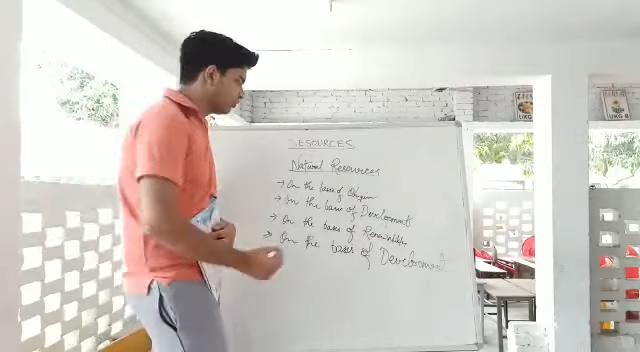 RESOURCES
Natural Resources
→ On the basis of Origin
→ On the basis of Development
→ On the basis of Renewability
→ On the basis of Development
UKG
UKG B